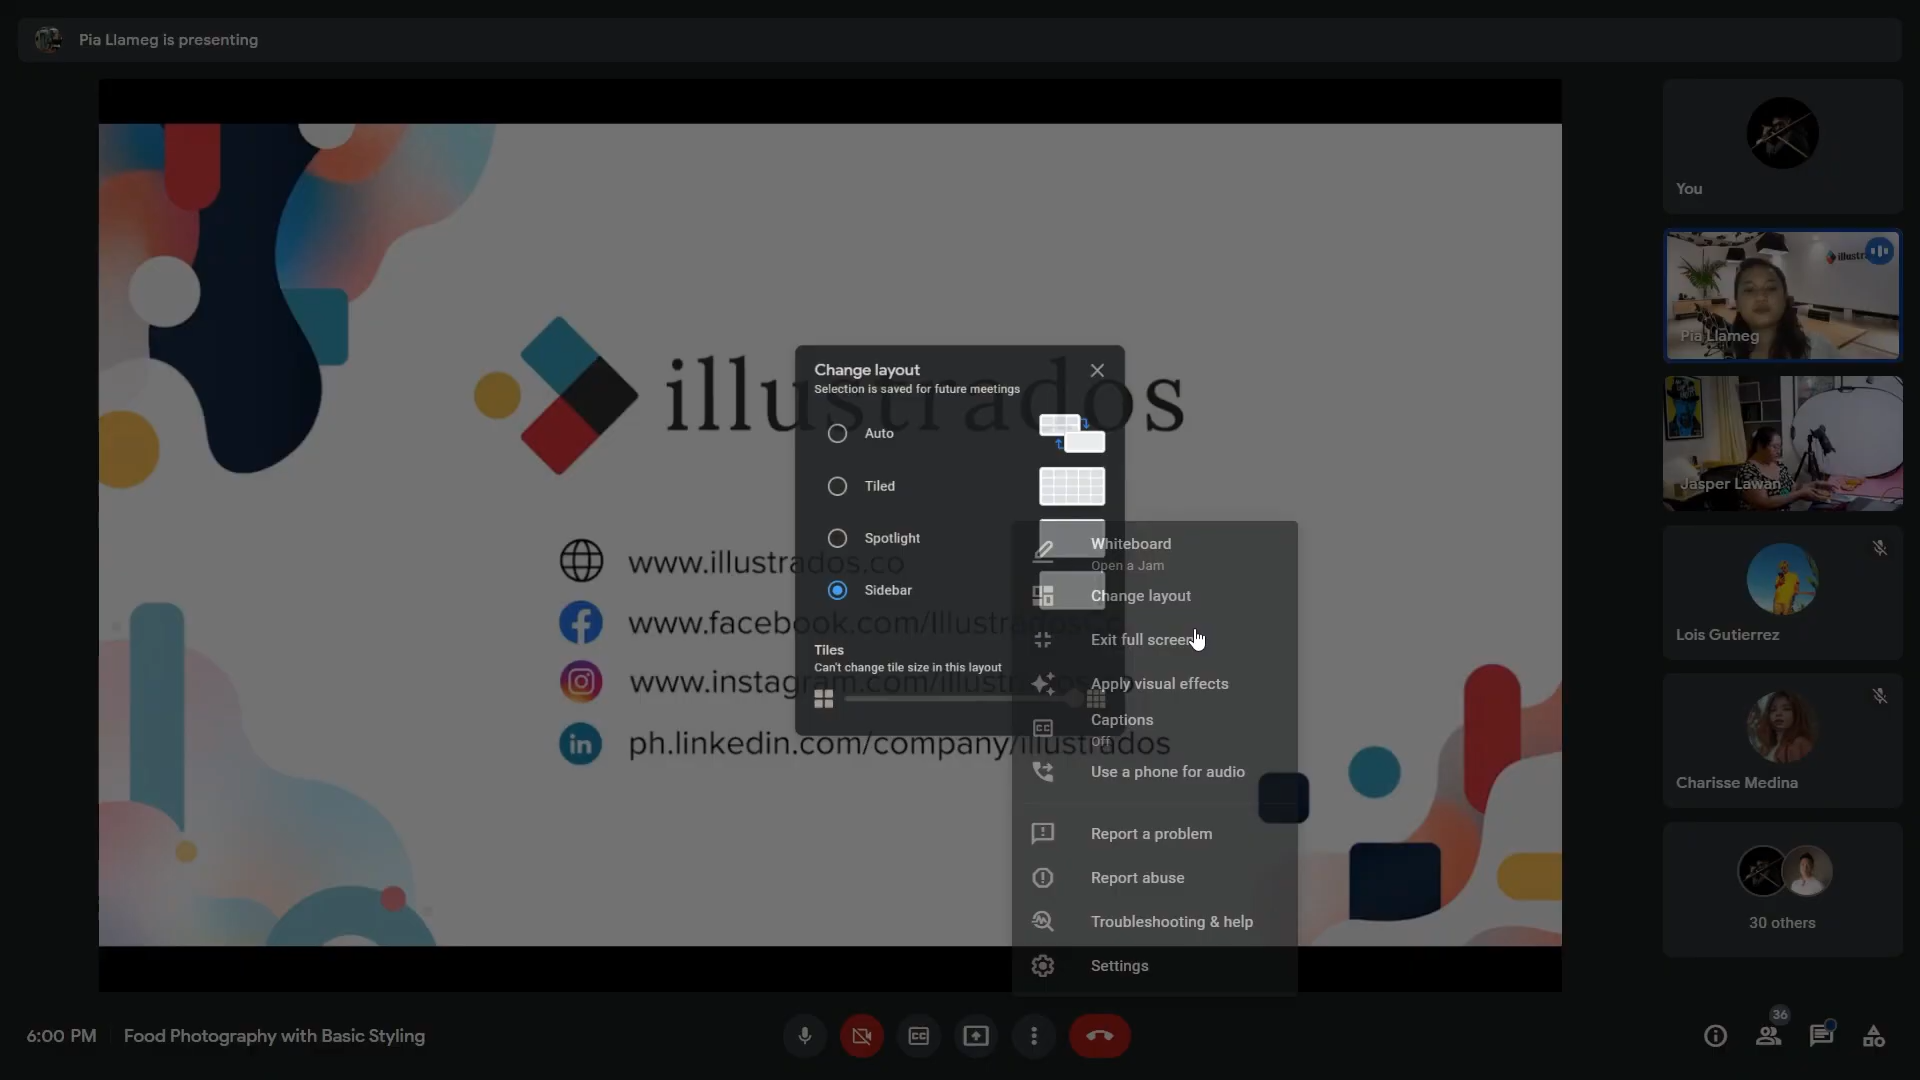 Pia Llameg is presenting
illustrados
www.illustrados.co
www.facebook.com/Illustrados
www.instagram.com/illustrados
ph.linkedin.com/company/illustrados
Change layout
Selection is saved for future meetings
Auto
Tiled
Spotlight
Sidebar
Tiles
Can't change tile size in this layout
Whiteboard
Open a Jam
Change layout
Exit full screen
Apply visual effects
Captions
Off
Use a phone for audio
Report a problem
Report abuse
Troubleshooting & help
Settings
You
illustra
Pia Llameg
Jasper Lawan
Lois Gutierrez
Charisse Medina
30 others
6:00 PM
Food Photography with Basic Styling
36